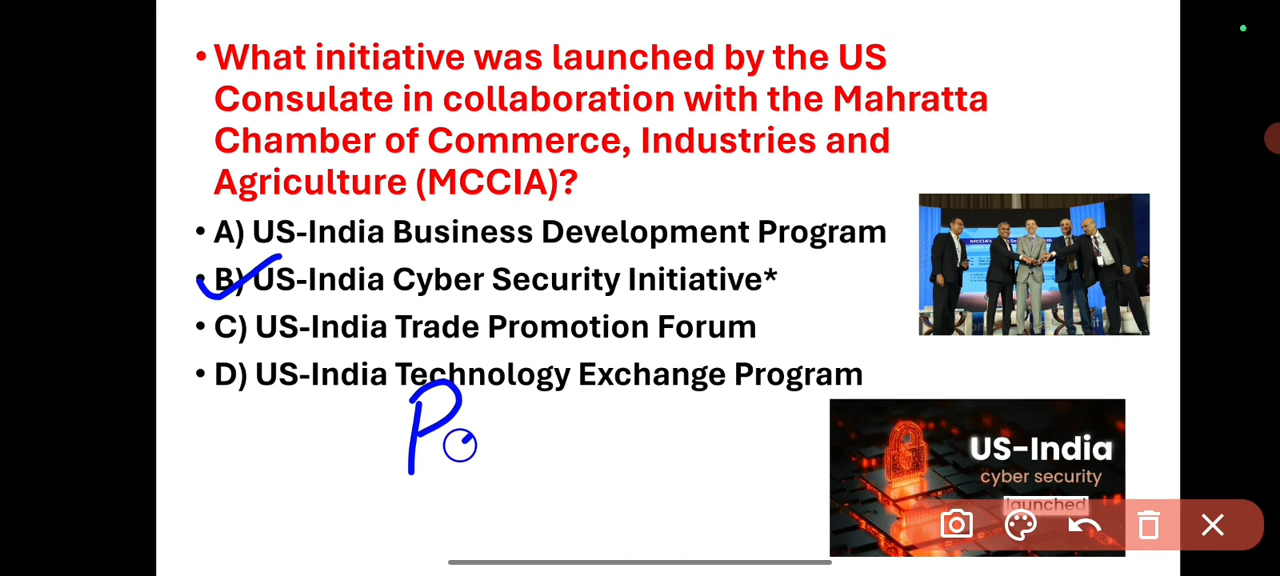 • What initiative was launched by the US
Consulate in collaboration with the Mahratta
Chamber of Commerce, Industries and
Agriculture (MCCIA)?
• A) US-India Business Development Program
• B) US-India Cyber Security Initiative*
• C) US-India Trade Promotion Forum
• D) US-India Technology Exchange Program
US-India
cyber security
launched